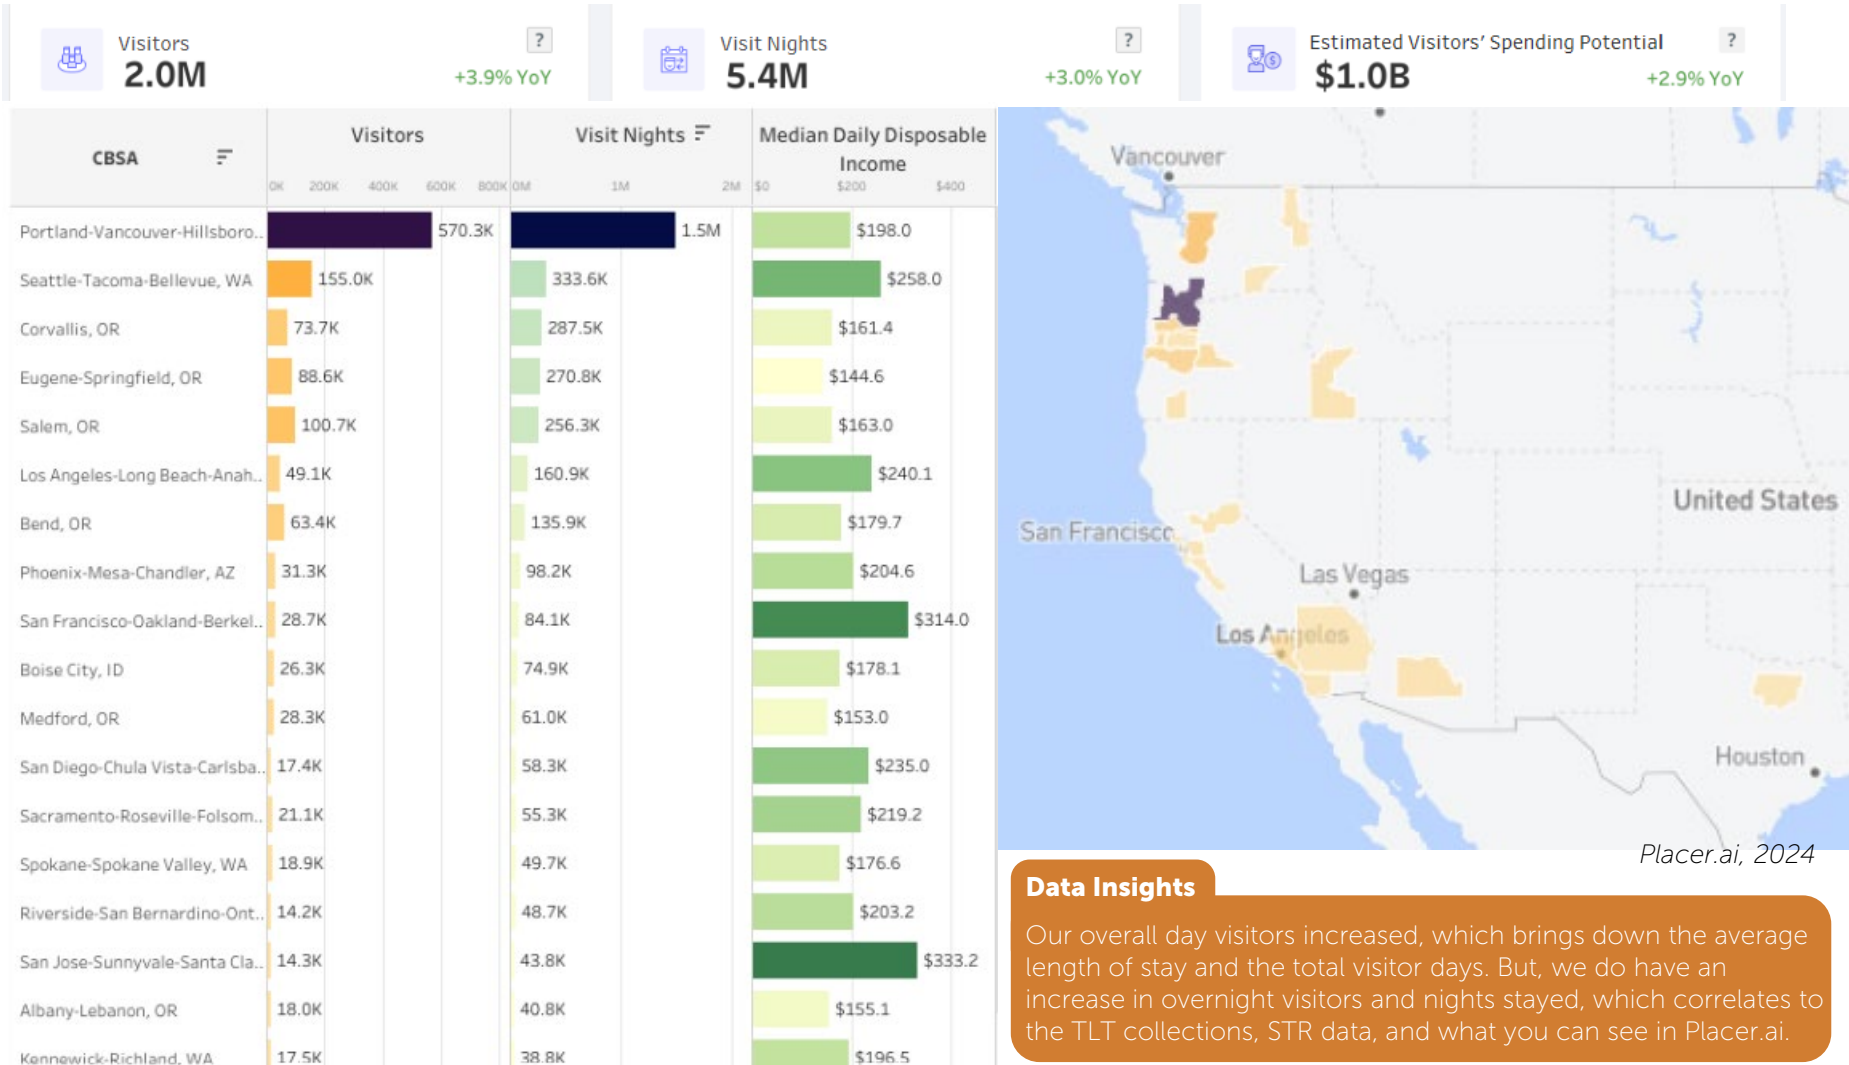 Visitors
?
2.0M
+3.9% YoY
Visit Nights
?
5.4M
+3.0% YoY
Estimated Visitors' Spending Potential
?
$1.0B
+2.9% YoY
CBSA
Visitors
Visit Nights
Median Daily Disposable
Income
0K 200K 400K 600K 800K 0M 1M 2M $0 $200 $400
Portland-Vancouver-Hillsboro.. 570.3K 1.5M $198.0
Seattle-Tacoma-Bellevue, WA 155.0K 333.6K $258.0
Corvallis, OR 73.7K 287.5K $161.4
Eugene-Springfield, OR 88.6K 270.8K $144.6
Salem, OR 100.7K 256.3K $163.0
Los Angeles-Long Beach-Anah.. 49.1K 160.9K $240.1
Bend, OR 63.4K 135.9K $179.7
Phoenix-Mesa-Chandler, AZ 31.3K 98.2K $204.6
San Francisco-Oakland-Berkel.. 28.7K 84.1K $314.0
Boise City, ID 26.3K 74.9K $178.1
Medford, OR 28.3K 61.0K $153.0
San Diego-Chula Vista-Carlsba.. 17.4K 58.3K $235.0
Sacramento-Roseville-Folsom.. 21.1K 55.3K $219.2
Spokane-Spokane Valley, WA 18.9K 49.7K $176.6
Riverside-San Bernardino-Ont.. 14.2K 48.7K $203.2
San Jose-Sunnyvale-Santa Cla.. 14.3K 43.8K $333.2
Albany-Lebanon, OR 18.0K 40.8K $155.1
Kennewick-Richland, WA 17.5K 38.8K $196.5
Vancouver
United States
San Francisco
Las Vegas
Los Angeles
Houston
Placer.ai, 2024
Data Insights
Our overall day visitors increased, which brings down the average
length of stay and the total visitor days. But, we do have an
increase in overnight visitors and nights stayed, which correlates to
the TLT collections, STR data, and what you can see in Placer.ai.